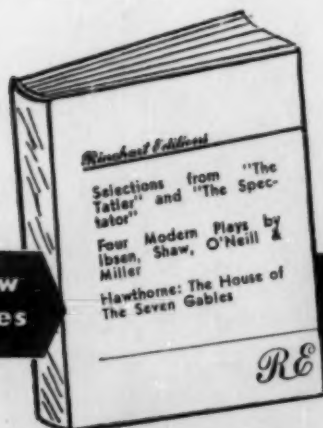 Rinehart Editions
Selections from "The
Tatler" and "The Spec-
tator"
Four Modern Plays by
Ibsen, Shaw, O'Neill &
Miller
Hawthorne: The House of
The Seven Gables
RE